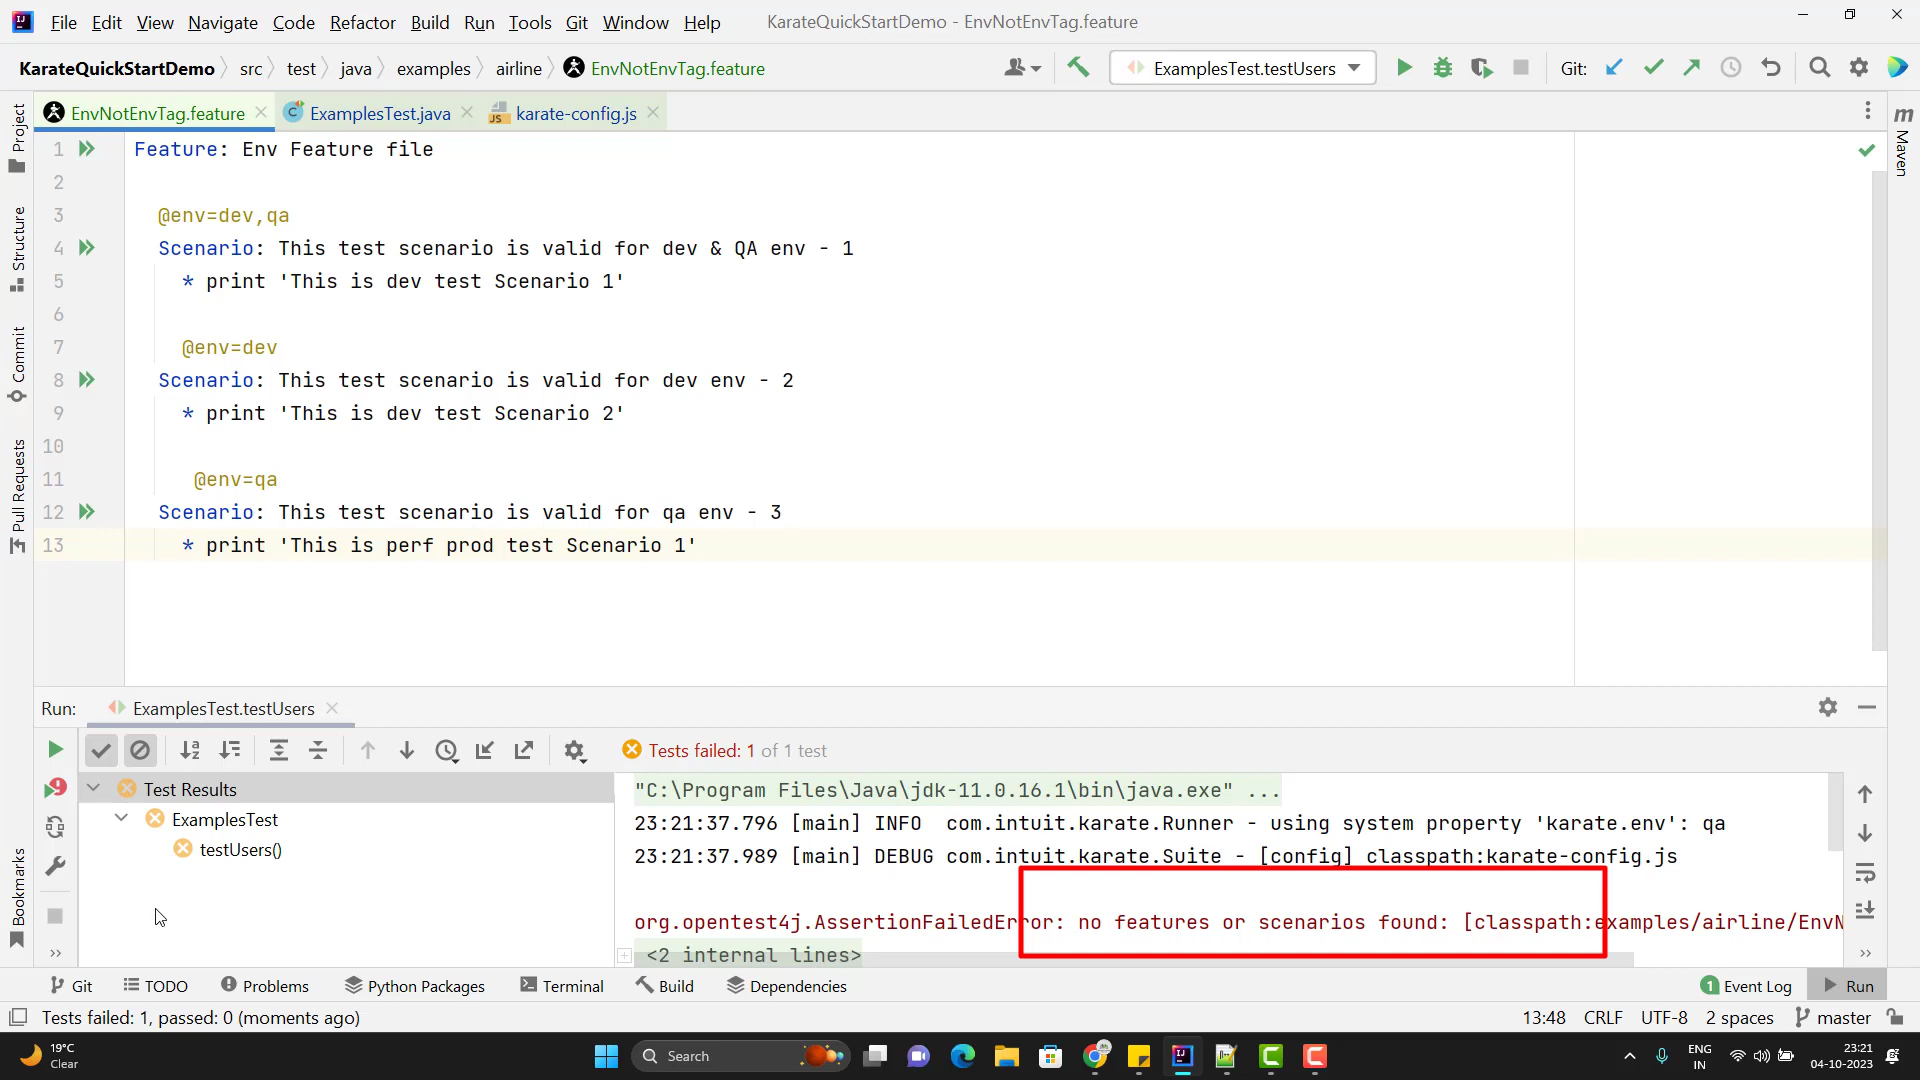 File Edit View Navigate Code Refactor Build Run Tools Git Window Help KarateQuickStartDemo - EnvNotEnvTag.feature
KarateQuickStartDemo src test java examples airline EnvNotEnvTag.feature ExamplesTest.testUsers Git:
EnvNotEnvTag.feature ExamplesTest.java karate-config.js
Project
Structure
Commit
Pull Requests
Bookmarks
m Maven
1 Feature: Env Feature file
2
3 @env=dev,qa
4 Scenario: This test scenario is valid for dev & QA env - 1
5 * print 'This is dev test Scenario 1'
6
7 @env=dev
8 Scenario: This test scenario is valid for dev env - 2
9 * print 'This is dev test Scenario 2'
10
11 @env=qa
12 Scenario: This test scenario is valid for qa env - 3
13 * print 'This is perf prod test Scenario 1'
Run: ExamplesTest.testUsers
Tests failed: 1 of 1 test
Test Results
ExamplesTest
testUsers()
"C:\Program Files\Java\jdk-11.0.16.1\bin\java.exe" ...
23:21:37.796 [main] INFO com.intuit.karate.Runner - using system property 'karate.env': qa
23:21:37.989 [main] DEBUG com.intuit.karate.Suite - [config] classpath:karate-config.js
org.opentest4j.AssertionFailedError: no features or scenarios found: [classpath:examples/airline/EnvN
<2 internal lines>
Git TODO Problems Python Packages Terminal Build Dependencies 1 Event Log Run
Tests failed: 1, passed: 0 (moments ago) 13:48 CRLF UTF-8 2 spaces master
19°C
Clear
Search
ENG
IN
23:21
04-10-2023